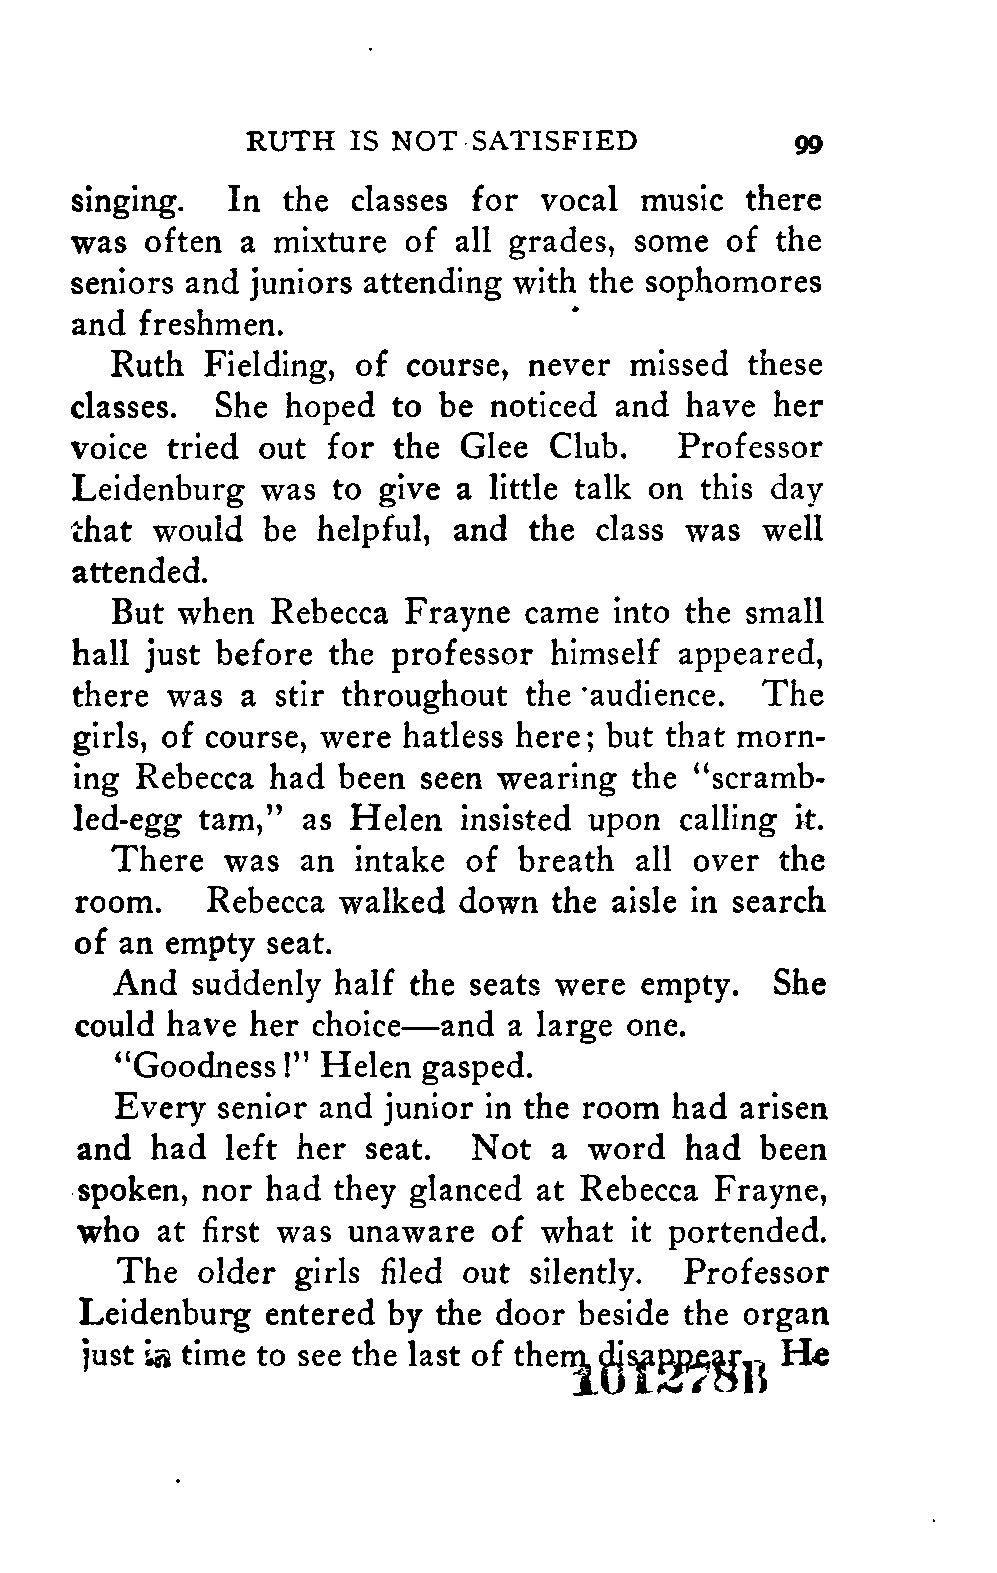 RUTH IS NOT SATISFIED 99
singing. In the classes for vocal music there
was often a mixture of all grades, some of the
seniors and juniors attending with the sophomores
and freshmen.
Ruth Fielding, of course, never missed these
classes. She hoped to be noticed and have her
voice tried out for the Glee Club. Professor
Leidenburg was to give a little talk on this day
that would be helpful, and the class was well
attended.
But when Rebecca Frayne came into the small
hall just before the professor himself appeared,
there was a stir throughout the audience. The
girls, of course, were hatless here; but that morn-
ing Rebecca had been seen wearing the "scramb-
led-egg tam," as Helen insisted upon calling it.
There was an intake of breath all over the
room. Rebecca walked down the aisle in search
of an empty seat.
And suddenly half the seats were empty. She
could have her choice—and a large one.
"Goodness!" Helen gasped.
Every senior and junior in the room had arisen
and had left her seat. Not a word had been
spoken, nor had they glanced at Rebecca Frayne,
who at first was unaware of what it portended.
The older girls filed out silently. Professor
Leidenburg entered by the door beside the organ
just in time to see the last of them disappear. He
101278B